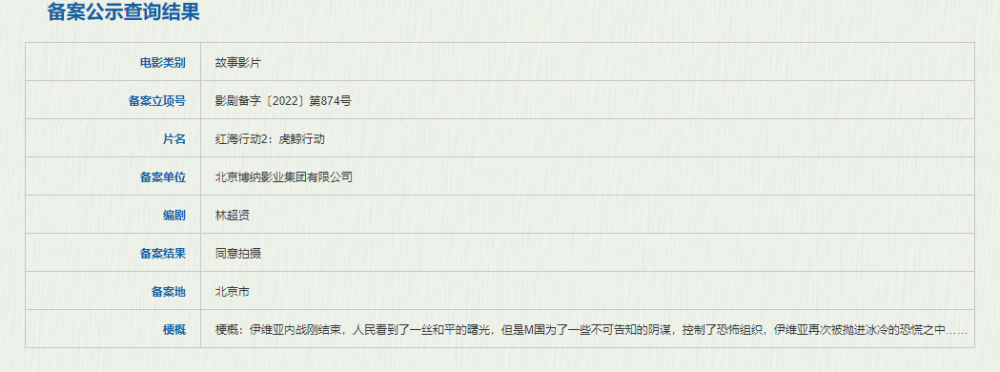 备案公示查询结果
电影类别 故事影片
备案立项号 影剧备字〔2022〕第874号
片名 红海行动2：虎鲸行动
备案单位 北京博纳影业集团有限公司
编剧 林超贤
备案结果 同意拍摄
备案地 北京市
梗概 梗概：伊维亚内战刚结束，人民看到了一丝和平的曙光，但是M国为了一些不可告知的阴谋，控制了恐怖组织，伊维亚再次被抛进冰冷的恐慌之中……